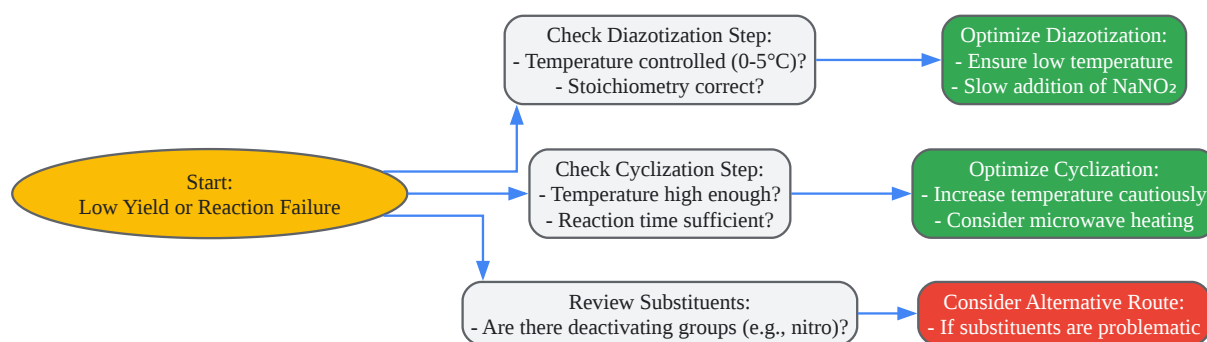 Start:
Low Yield or Reaction Failure
Check Diazotization Step:
- Temperature controlled (0-5°C)?
- Stoichiometry correct?
Optimize Diazotization:
- Ensure low temperature
- Slow addition of NaNO₂
Check Cyclization Step:
- Temperature high enough?
- Reaction time sufficient?
Optimize Cyclization:
- Increase temperature cautiously
- Consider microwave heating
Review Substituents:
- Are there deactivating groups (e.g., nitro)?
Consider Alternative Route:
- If substituents are problematic